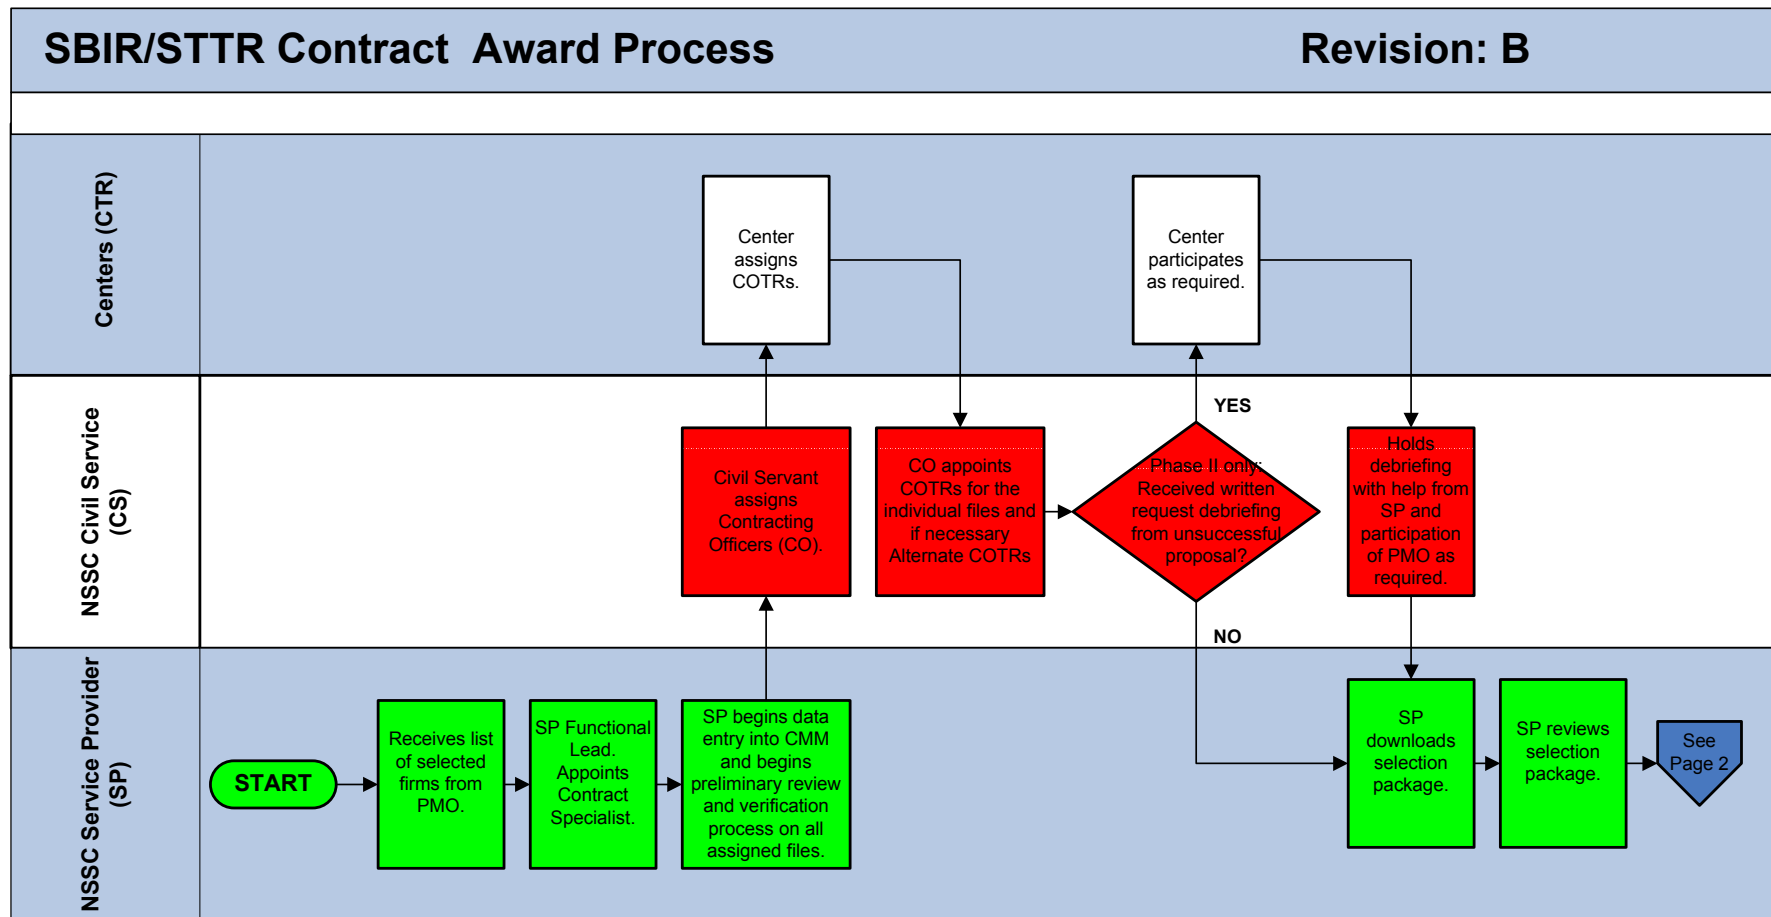 SBIR/STTR Contract  Award Process
Revision: B
Centers (CTR)
Center
assigns
COTRs.
Center
participates
as required.
NSSC Civil Service
(CS)
Civil Servant
assigns
Contracting
Officers (CO).
CO appoints
COTRs for the
individual files and
if necessary
Alternate COTRs
YES
Phase II only:
Received written
request debriefing
from unsuccessful
proposal?
NO
Holds
debriefing
with help from
SP and
participation
of PMO as
required.
NSSC Service Provider
(SP)
START
Receives list
of selected
firms from
PMO.
SP Functional
Lead.
Appoints
Contract
Specialist.
SP begins data
entry into CMM
and begins
preliminary review
and verification
process on all
assigned files.
SP
downloads
selection
package.
SP reviews
selection
package.
See
Page 2